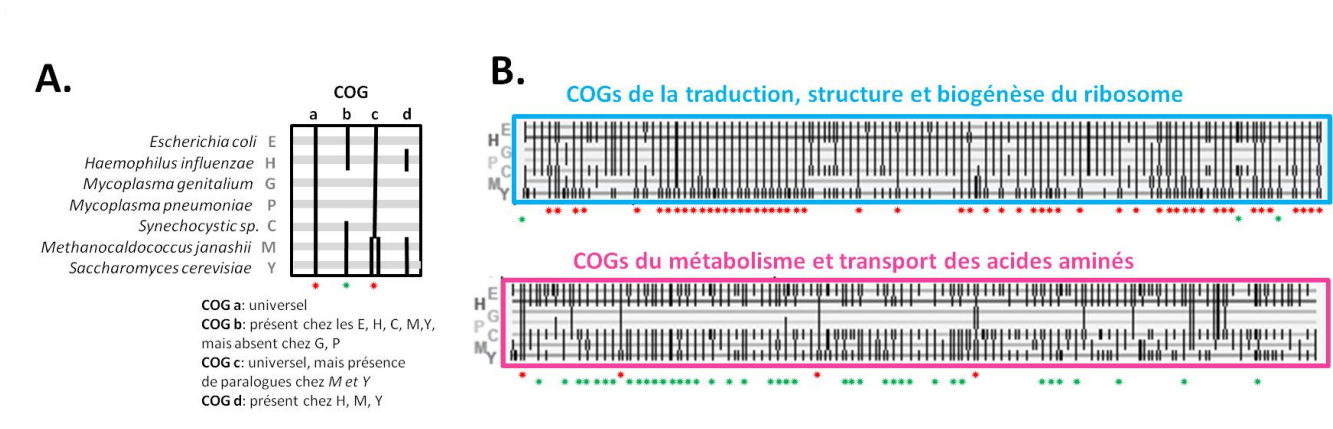 A.
COG
a b c d
Escherichia coli E
Haemophilus influenzae H
Mycoplasma genitalium G
Mycoplasma pneumoniae P
Synechocystic sp. C
Methanocaldococcus janashii M
Saccharomyces cerevisiae Y
COG a: universel
COG b: présent chez les E, H, C, M,Y,
mais absent chez G, P
COG c: universel, mais présence
de paralogues chez M et Y
COG d: présent chez H, M, Y
B.
COGs de la traduction, structure et biogénèse du ribosome
E
H
G
P
C
M
Y
COGs du métabolisme et transport des acides aminés
E
H
G
P
C
M
Y